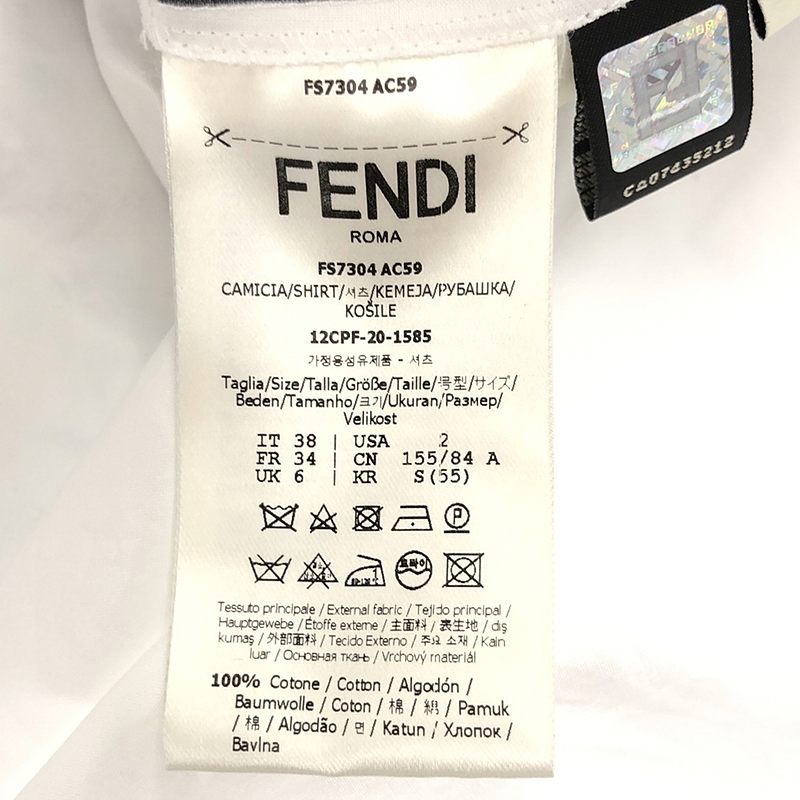 FS7304 AC59
FENDI
ROMA
FS7304 AC59
CAMICIA/SHIRT/셔츠/KEMEJA/РУБАШКА/
KOŠILE
12CPF-20-1585
가정용섬유제품 - 셔츠
Taglia/Size/Talla/Größe/Taille/号型/サイズ/
Beden/Tamanho/크기/Ukuran/Размер/
Velikost
IT 38 | USA 2
FR 34 | CN 155/84 A
UK 6 | KR S(55)
P
드라이
Tessuto principale / External fabric / Tejido principal /
Hauptgewebe / Étoffe externe / 主面料 / 表生地 / diş
kumaş / 外部面料 / Tecido Externo / 주요 소재 / Kain
luar / Основная ткань / Vrchový materiál
100% Cotone / Cotton / Algodón /
Baumwolle / Coton / 棉 / 綿 / Pamuk
/ 棉 / Algodão / 면 / Katun / Хлопок /
Bavlna
CA07435212